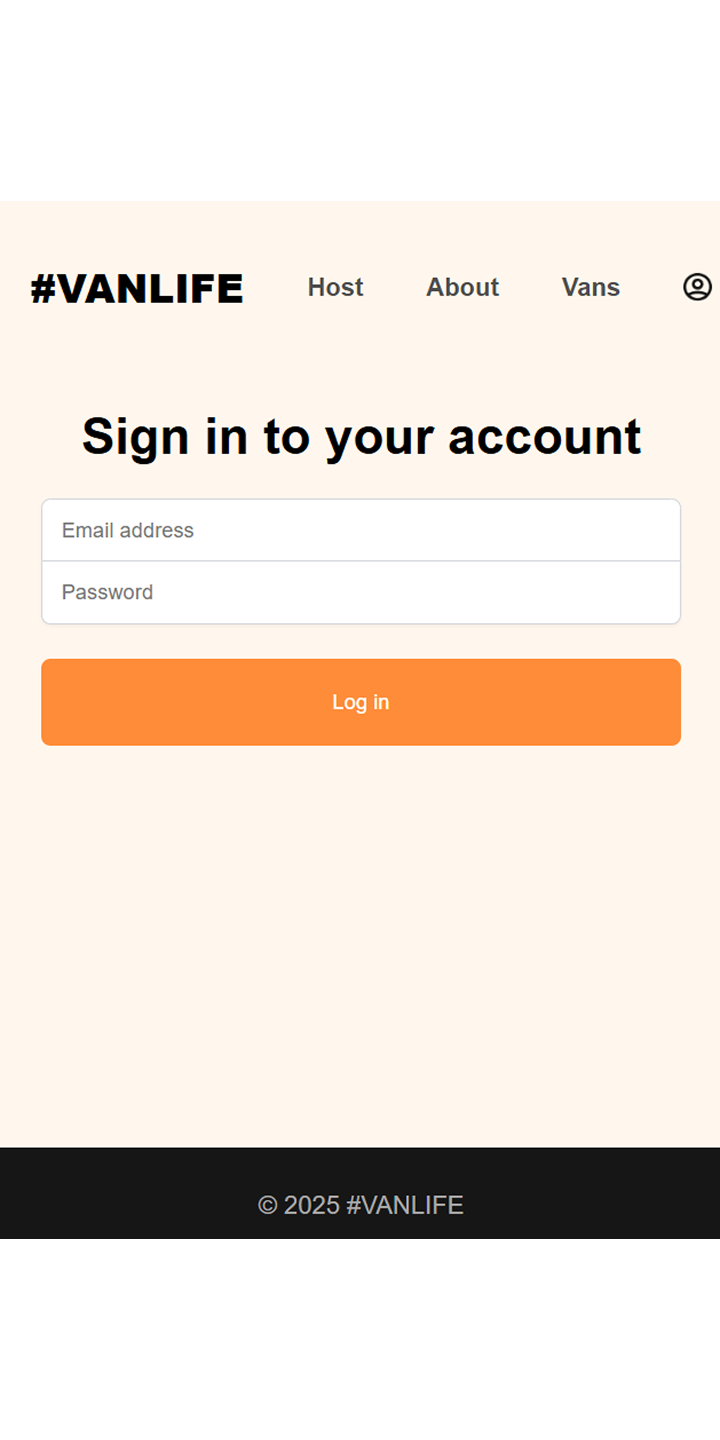 #VANLIFE Host About Vans
Sign in to your account
Email address
Password
Log in
© 2025 #VANLIFE